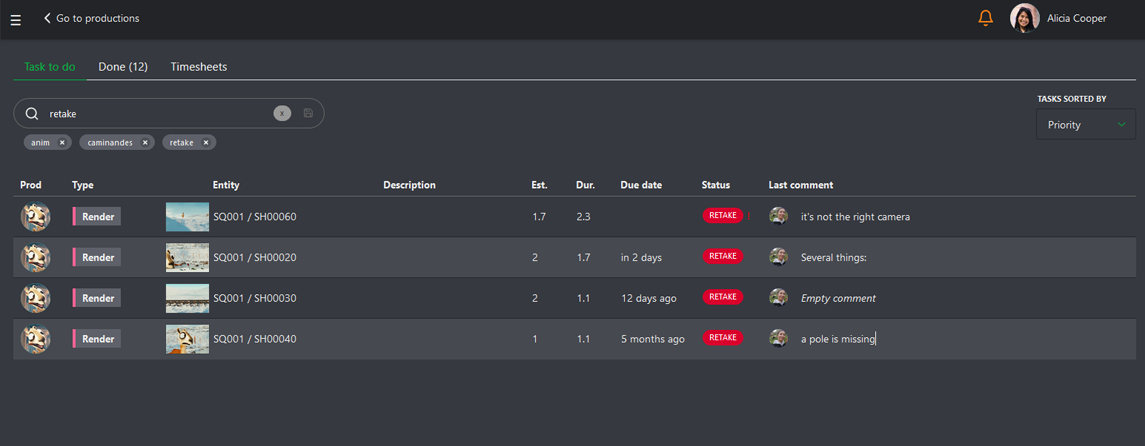 Go to productions
Alicia Cooper
Task to do Done (12) Timesheets
TASKS SORTED BY
retake x
Priority
anim x caminandes x retake x
Prod Type Entity Description Est. Dur. Due date Status Last comment
Render SQ001 / SH00060 1.7 2.3 RETAKE ! it's not the right camera
Render SQ001 / SH00020 2 1.7 in 2 days RETAKE Several things:
Render SQ001 / SH00030 2 1.1 12 days ago RETAKE Empty comment
Render SQ001 / SH00040 1 1.1 5 months ago RETAKE a pole is missing